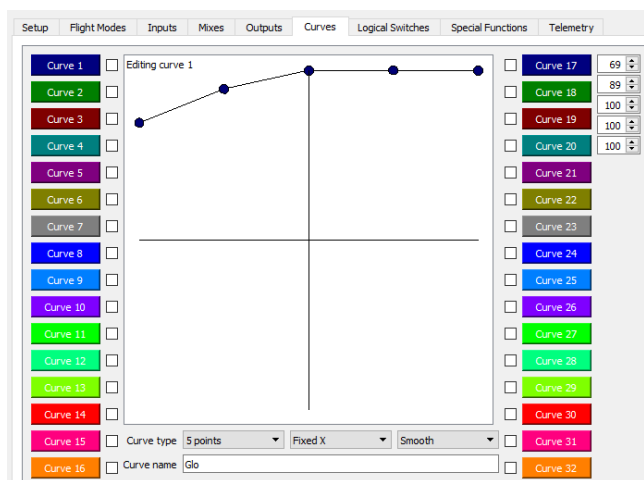 Setup Flight Modes Inputs Mixes Outputs Curves Logical Switches Special Functions Telemetry
Curve 1 Editing curve 1 Curve 17 69
Curve 2 Curve 18 89
Curve 3 Curve 19 100
Curve 4 Curve 20 100
100
Curve 5 Curve 21
Curve 6 Curve 22
Curve 7 Curve 23
Curve 8 Curve 24
Curve 9 Curve 25
Curve 10 Curve 26
Curve 11 Curve 27
Curve 12 Curve 28
Curve 13 Curve 29
Curve 14 Curve 30
Curve 15 Curve type 5 points Fixed X Smooth Curve 31
Curve 16 Curve name Glo Curve 32